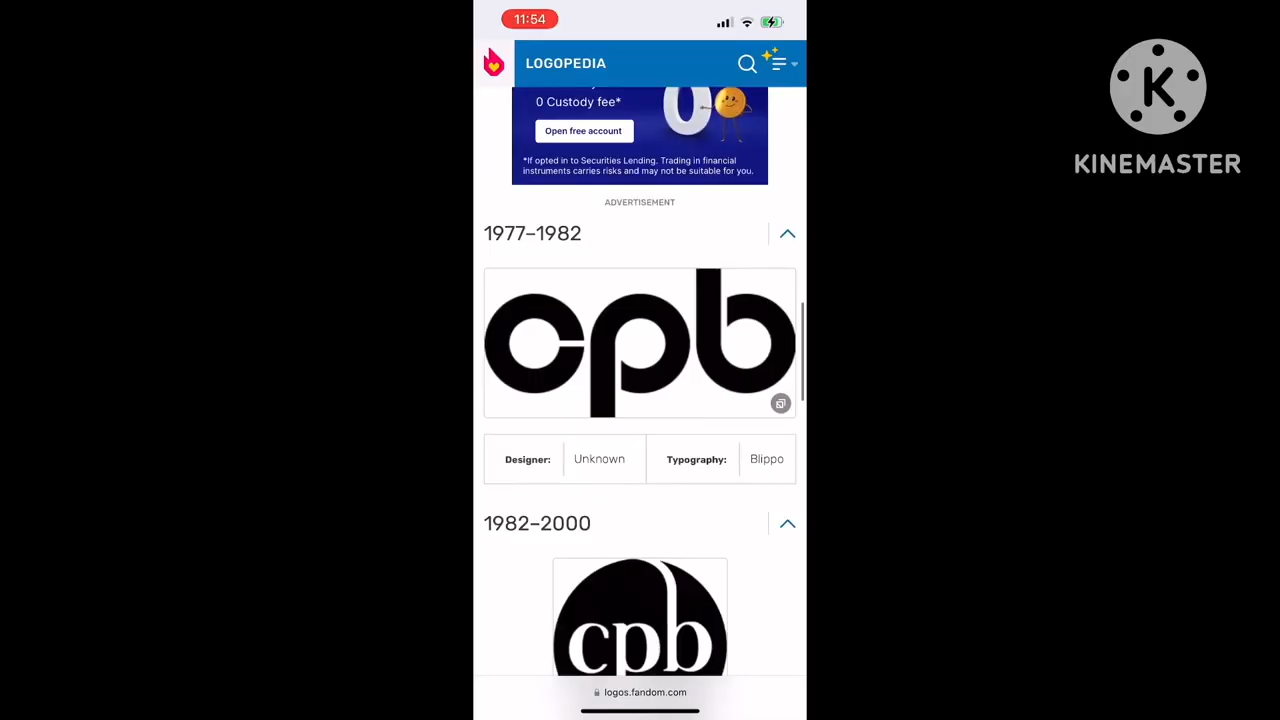 11:54
LOGOPEDIA
0 Custody fee*
0
Open free account
*If opted in to Securities Lending. Trading in financial
instruments carries risks and may not be suitable for you.
ADVERTISEMENT
1977–1982
cpb
Designer: Unknown Typography: Blippo
1982–2000
cpb
logos.fandom.com
K
KINEMASTER